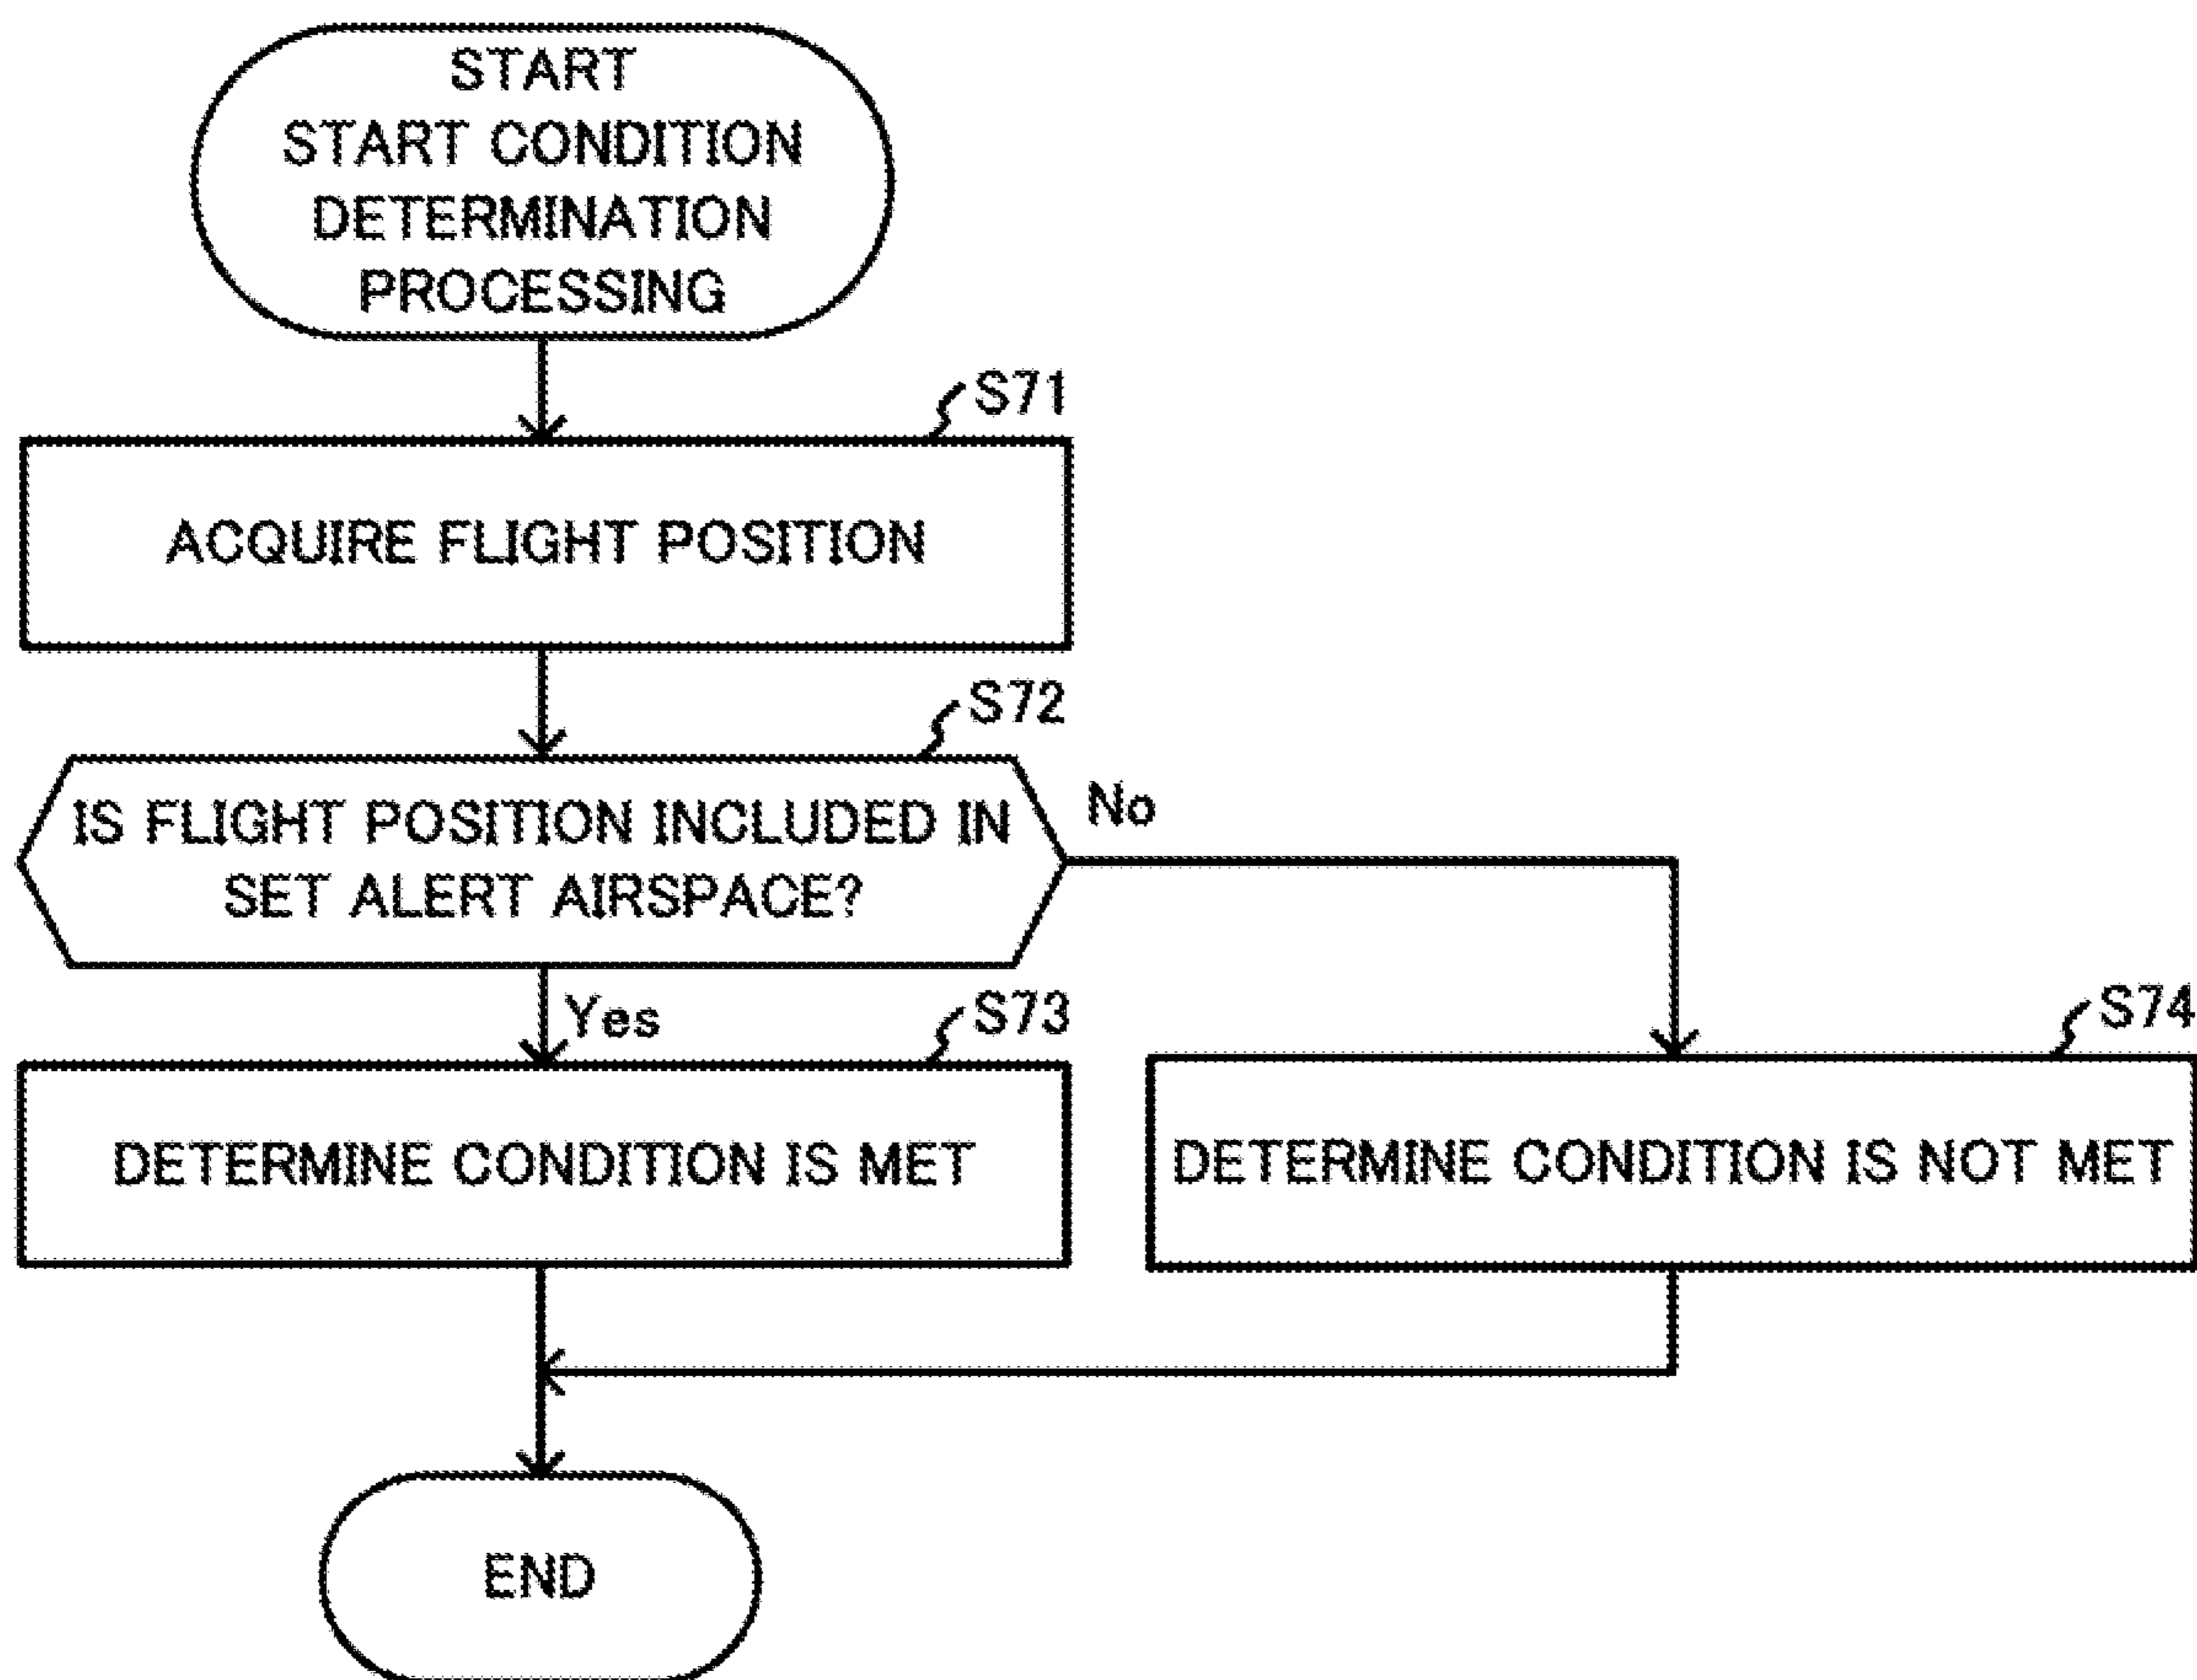 START
START CONDITION
DETERMINATION
PROCESSING
S71
ACQUIRE FLIGHT POSITION
S72
IS FLIGHT POSITION INCLUDED IN
SET ALERT AIRSPACE?
No
Yes
S73
DETERMINE CONDITION IS MET
S74
DETERMINE CONDITION IS NOT MET
END